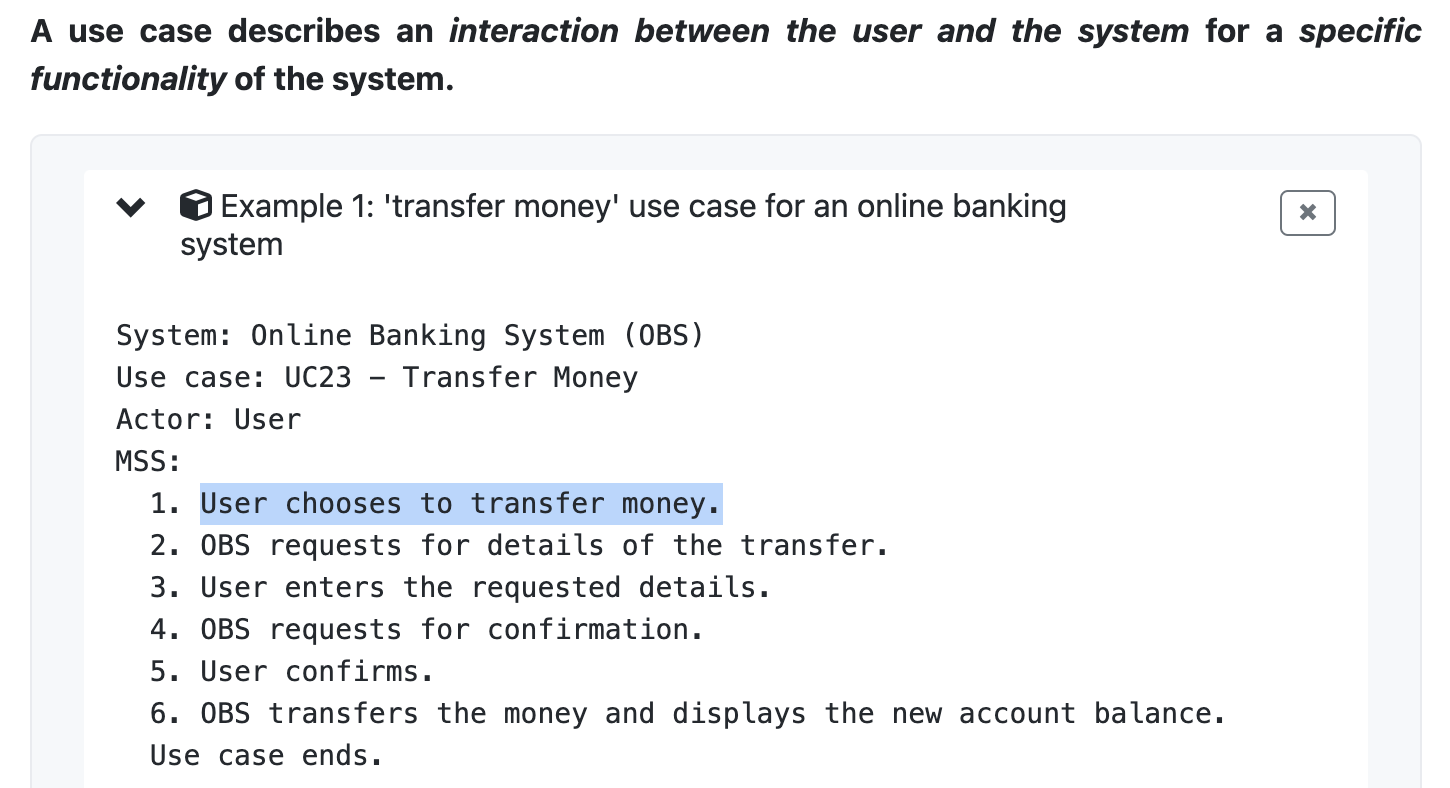 A use case describes an interaction between the user and the system for a specific
functionality of the system.
Example 1: 'transfer money' use case for an online banking
system
System: Online Banking System (OBS)
Use case: UC23 – Transfer Money
Actor: User
MSS:
1. User chooses to transfer money.
2. OBS requests for details of the transfer.
3. User enters the requested details.
4. OBS requests for confirmation.
5. User confirms.
6. OBS transfers the money and displays the new account balance.
Use case ends.